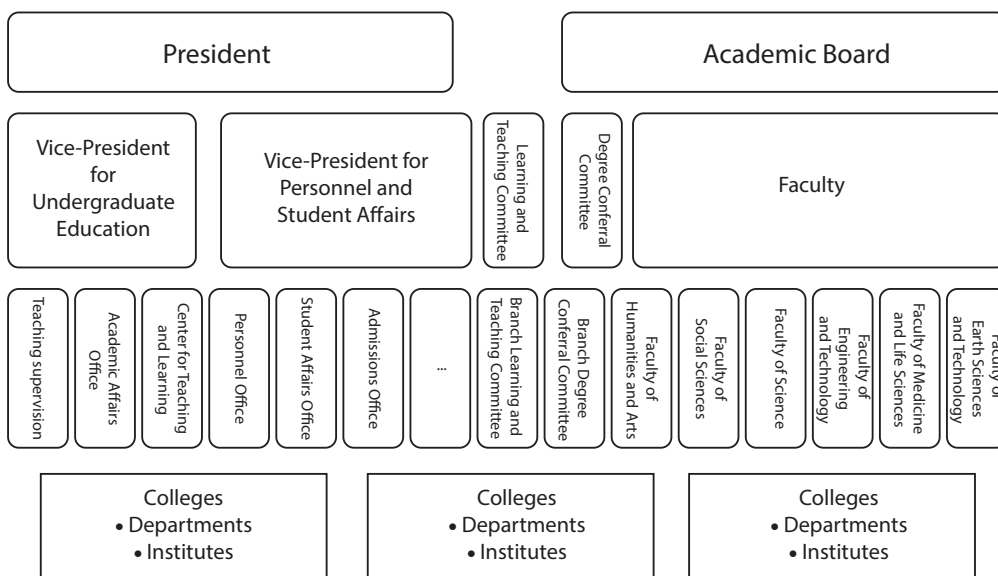 President
Academic Board
Vice-President
for
Undergraduate
Education
Vice-President for
Personnel and
Student Affairs
Learning and
Teaching Committee
Degree Conferral
Committee
Faculty
Teaching supervision
Academic Affairs
Office
Center for Teaching
and Learning
Personnel Office
Student Affairs Office
Admissions Office
...
Branch Learning and
Teaching Committee
Branch Degree
Conferral Committee
Faculty of
Humanities and Arts
Faculty of
Social Sciences
Faculty of Science
Faculty of
Engineering
and Technology
Faculty of Medicine
and Life Sciences
Faculty of
Earth Sciences
and Technology
Colleges
• Departments
• Institutes
Colleges
• Departments
• Institutes
Colleges
• Departments
• Institutes